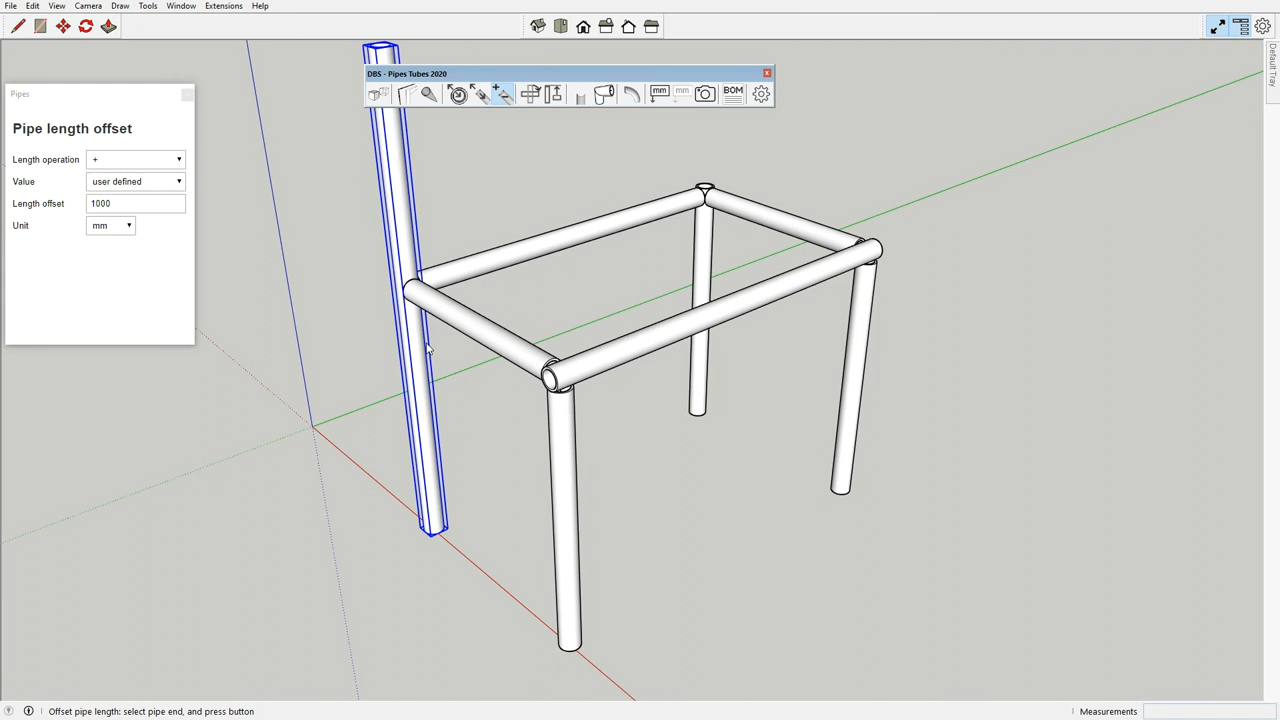 File Edit View Camera Draw Tools Window Extensions Help
DBS - Pipes Tubes 2020
mm mm BOM
Default Tray
Pipes
Pipe length offset
Length operation +
Value user defined
Length offset 1000
Unit mm
Offset pipe length: select pipe end, and press button
Measurements